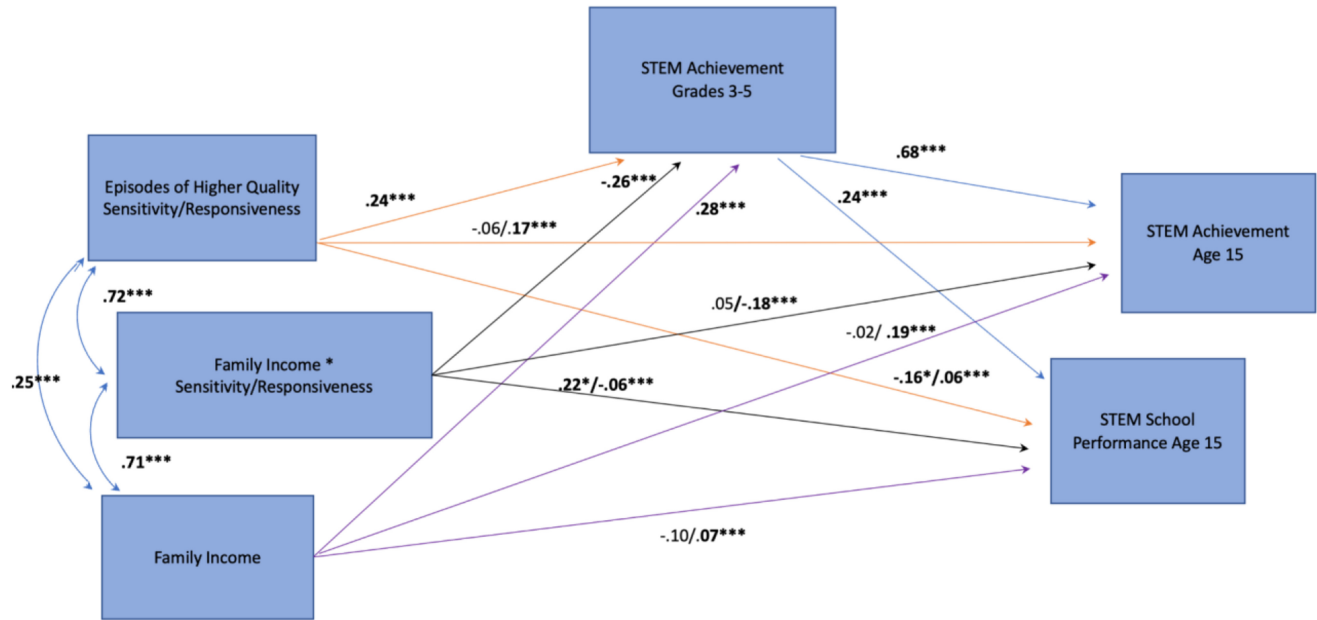 STEM Achievement
Grades 3-5
.68***
Episodes of Higher Quality
Sensitivity/Responsiveness
.24***
-.26***
.28***
.24***
-.06/.17***
STEM Achievement
Age 15
.72***
.05/-.18***
-.02/ .19***
Family Income *
Sensitivity/Responsiveness
.25***
.22*/-.06***
-.16*/.06***
STEM School
Performance Age 15
.71***
-.10/.07***
Family Income